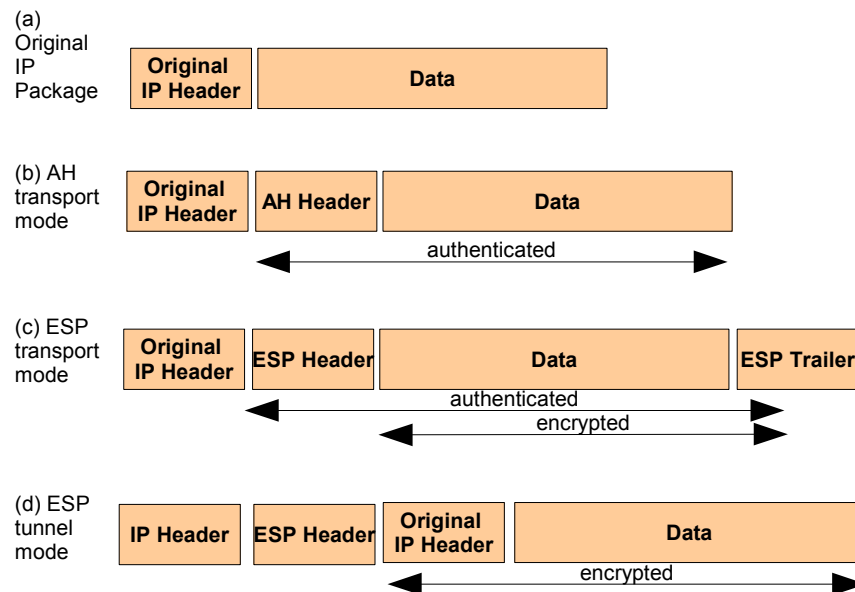 (a)
Original
IP
Package
Original
IP Header
Data
(b) AH
transport
mode
Original
IP Header
AH Header
Data
authenticated
(c) ESP
transport
mode
Original
IP Header
ESP Header
Data
ESP Trailer
authenticated
encrypted
(d) ESP
tunnel
mode
IP Header
ESP Header
Original
IP Header
Data
encrypted